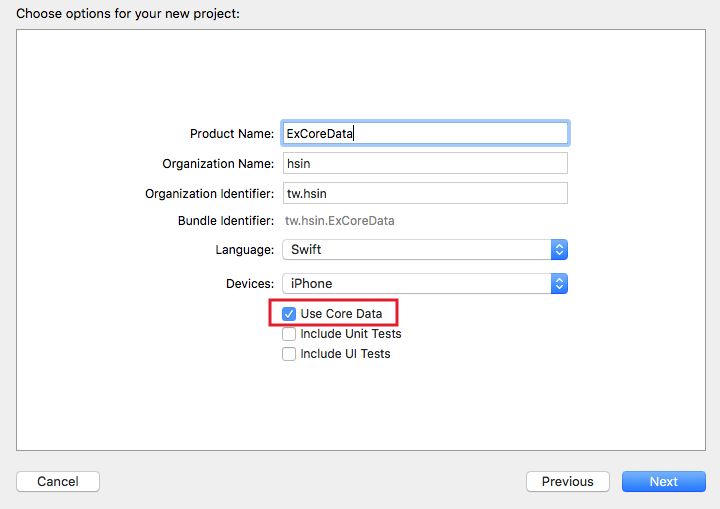 Choose options for your new project:
Product Name: ExCoreData
Organization Name: hsin
Organization Identifier: tw.hsin
Bundle Identifier: tw.hsin.ExCoreData
Language: Swift
Devices: iPhone
Use Core Data
Include Unit Tests
Include UI Tests
Cancel Previous Next